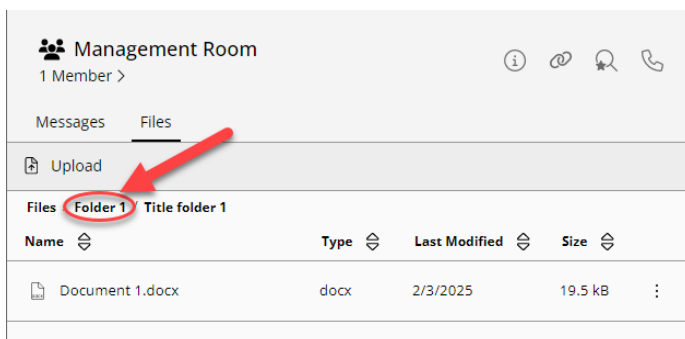 Management Room
1 Member >
Messages Files
Upload
Files / Folder 1 / Title folder 1
Name Type Last Modified Size
Document 1.docx docx 2/3/2025 19.5 kB